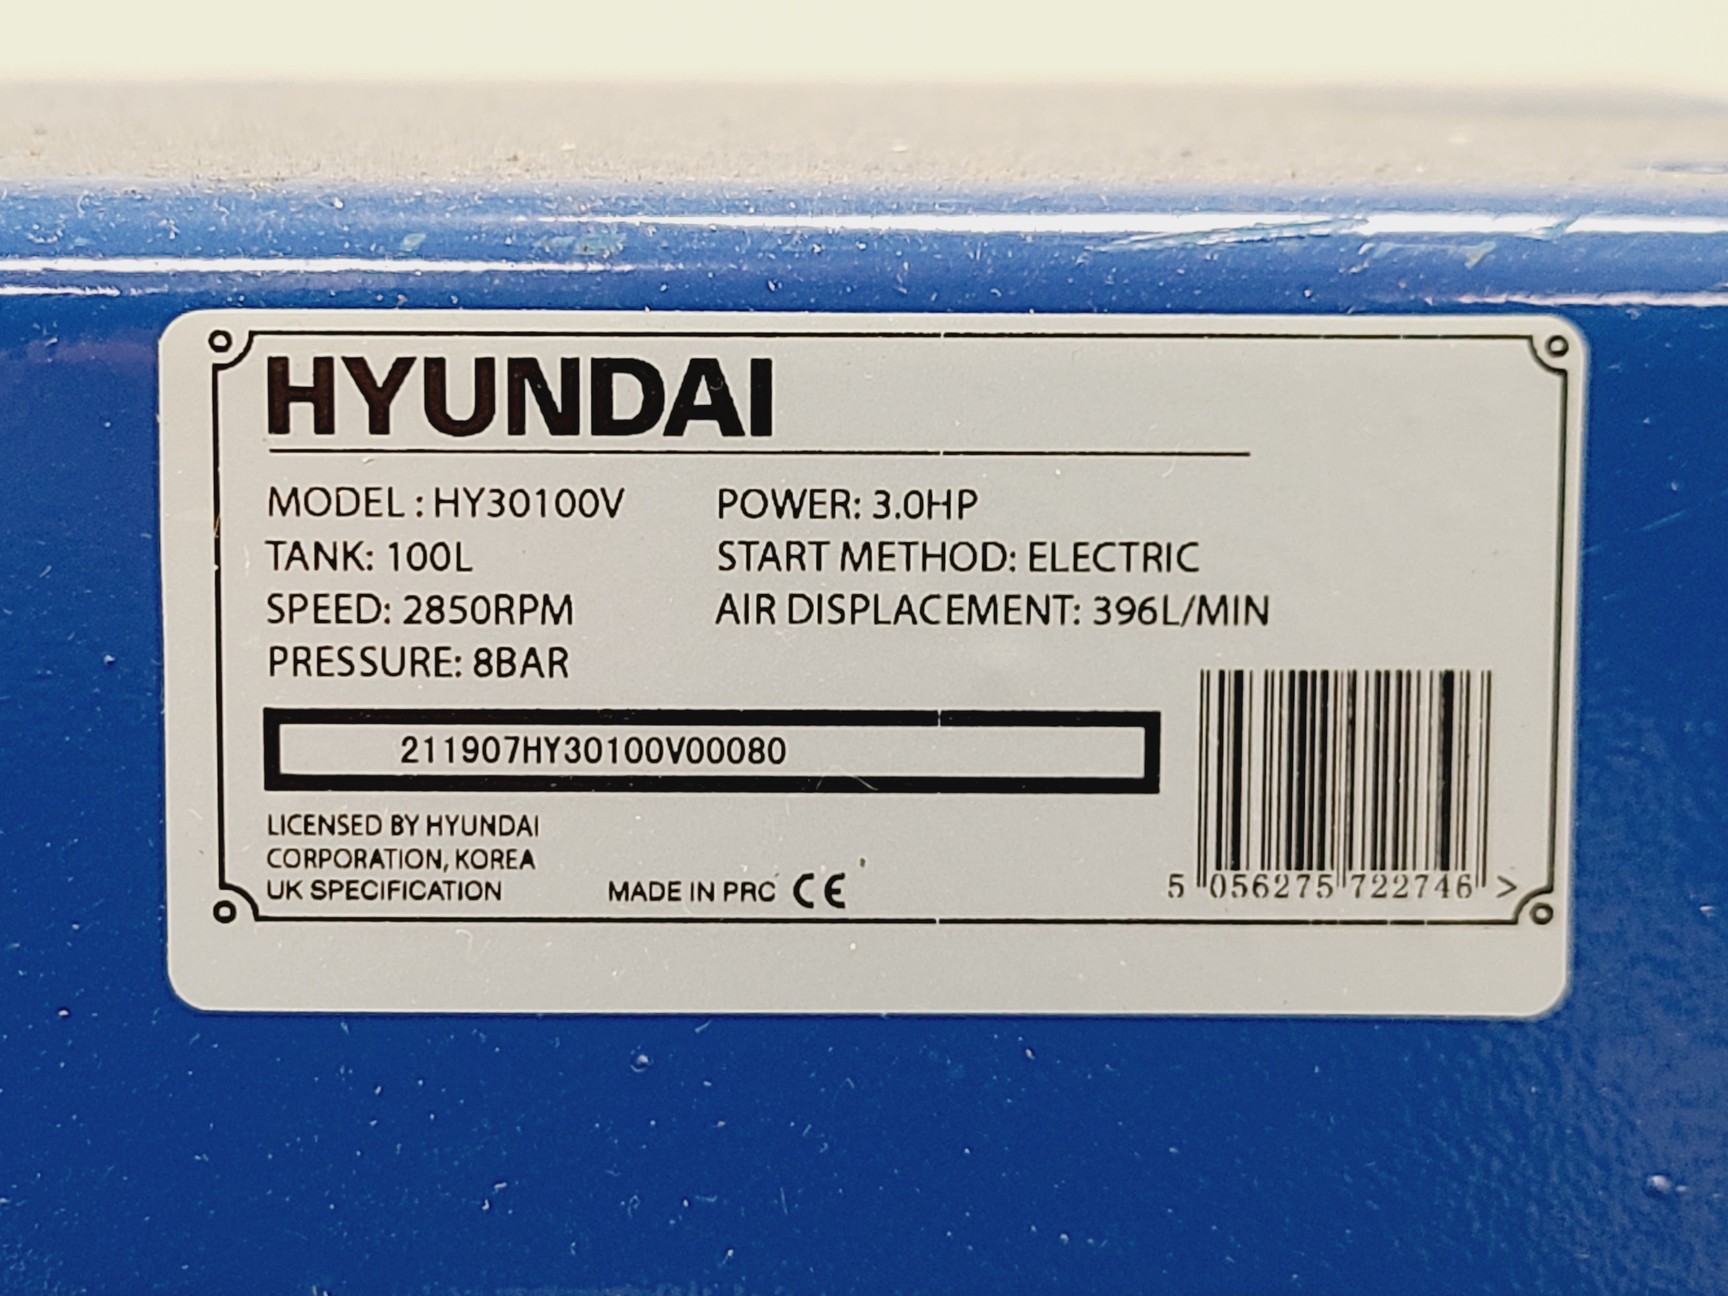 HYUNDAI
MODEL : HY30100V POWER: 3.0HP
TANK: 100L START METHOD: ELECTRIC
SPEED: 2850RPM AIR DISPLACEMENT: 396L/MIN
PRESSURE: 8BAR
211907HY30100V00080
LICENSED BY HYUNDAI
CORPORATION, KOREA
UK SPECIFICATION MADE IN PRC CE
5 056275 722746 >